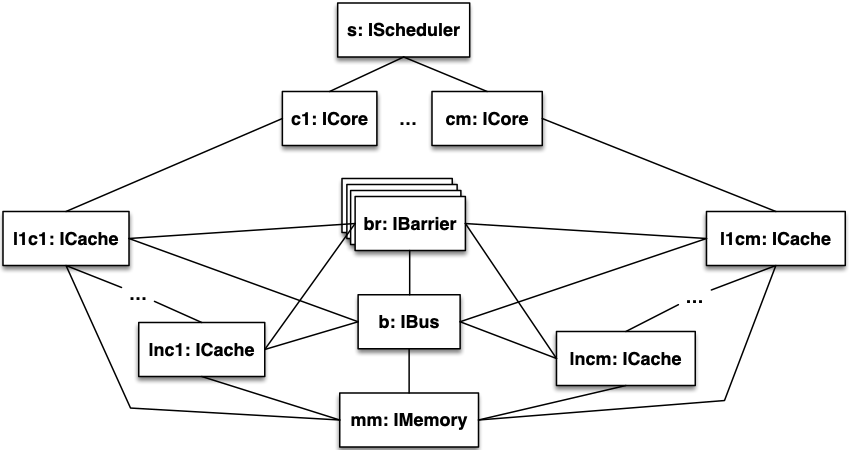 s: IScheduler
c1: ICore
...
cm: ICore
l1c1: ICache
br: IBarrier
l1cm: ICache
...
...
b: IBus
lnc1: ICache
lncm: ICache
mm: IMemory